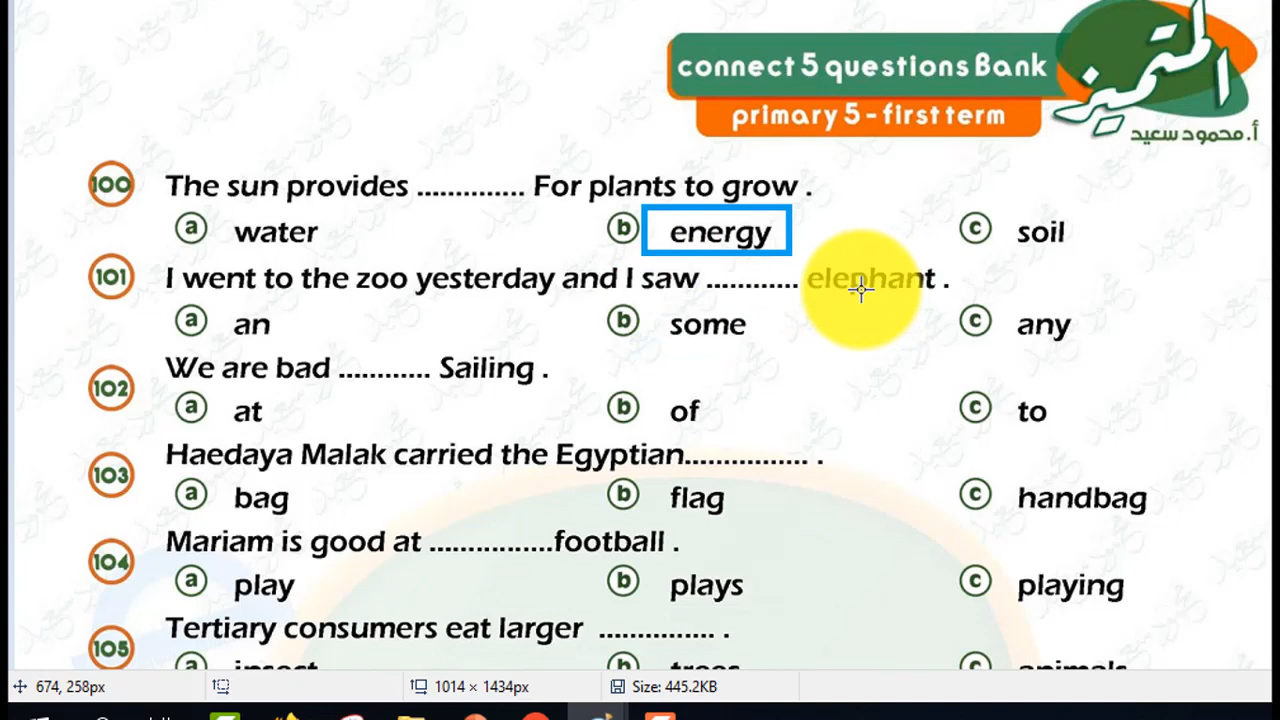 connect 5 questions Bank
primary 5 - first term
المتميز
أ. محمود سعيد
100 The sun provides .............. For plants to grow .
a water b energy c soil
101 I went to the zoo yesterday and I saw ............ elephant .
a an b some c any
102 We are bad ............ Sailing .
a at b of c to
103 Haedaya Malak carried the Egyptian................ .
a bag b flag c handbag
104 Mariam is good at ................football .
a play b plays c playing
105 Tertiary consumers eat larger ............... .
a insect b trees c animals
674, 258px 1014 × 1434px Size: 445.2KB